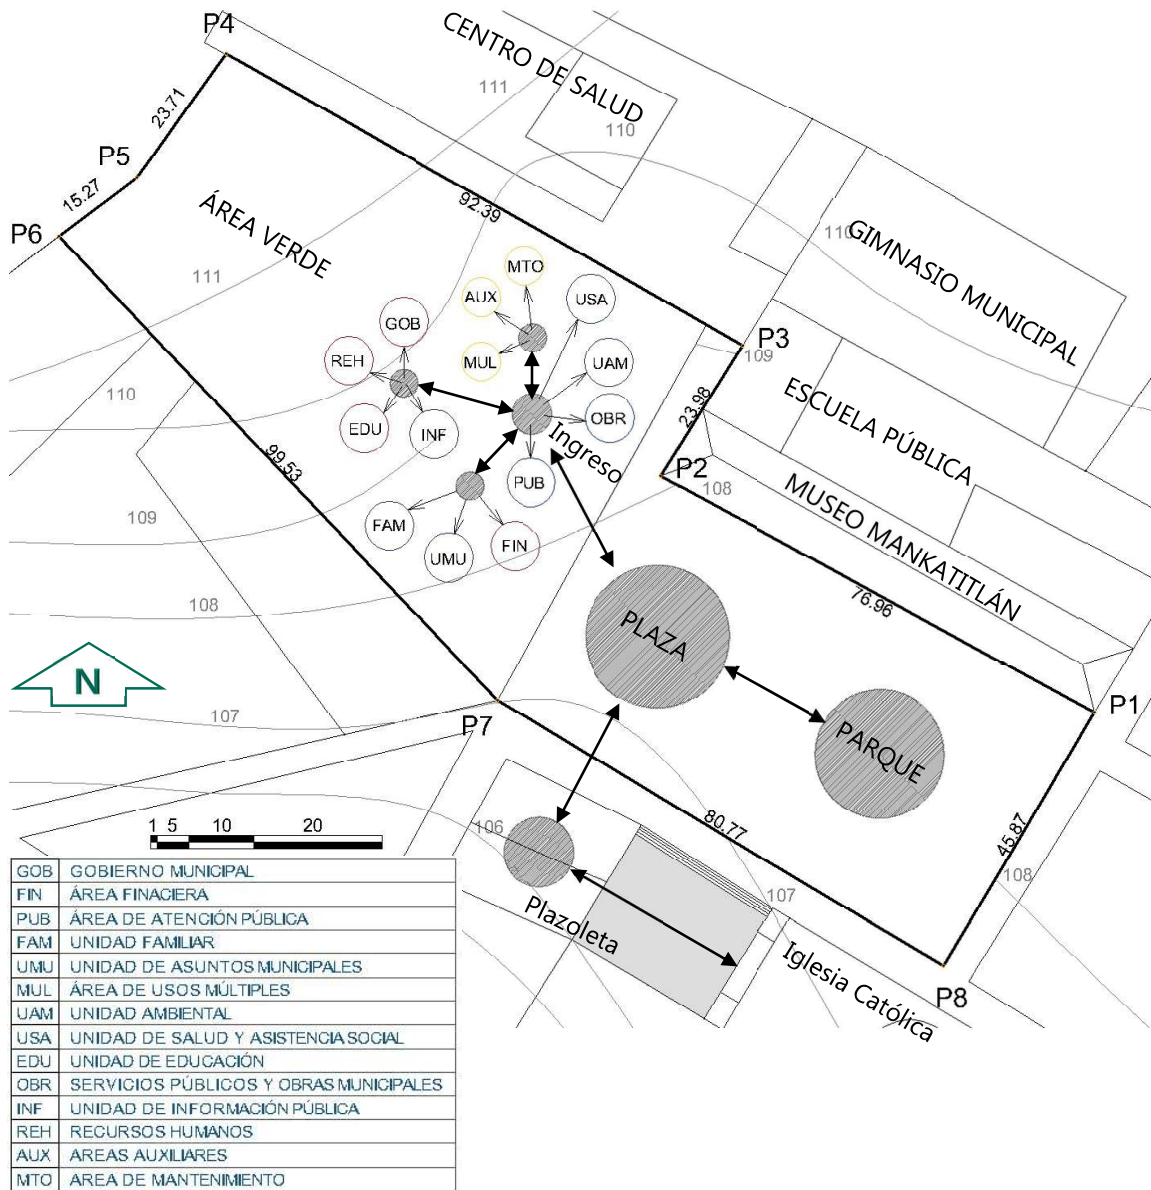 P4
CENTRO DE SALUD
111
110
23.71
P5
15.27
P6
ÁREA VERDE
92.39
110
GIMNASIO MUNICIPAL
111
MTO
AUX
USA
GOB
REH
MUL
UAM
P3
109
ESCUELA PÚBLICA
110
EDU
INF
OBR
23.98
Ingreso
99.53
P2
PUB
108
MUSEO MANKATITLÁN
109
FAM
UMU
FIN
108
76.96
PLAZA
N
107
P7
P1
PARQUE
1 5 10 20
106
80.77
45.87
108
107
Plazoleta
Iglesia Católica
P8
GOB GOBIERNO MUNICIPAL
FIN ÁREA FINACIERA
PUB ÁREA DE ATENCIÓN PÚBLICA
FAM UNIDAD FAMILIAR
UMU UNIDAD DE ASUNTOS MUNICIPALES
MUL ÁREA DE USOS MÚLTIPLES
UAM UNIDAD AMBIENTAL
USA UNIDAD DE SALUD Y ASISTENCIA SOCIAL
EDU UNIDAD DE EDUCACIÓN
OBR SERVICIOS PÚBLICOS Y OBRAS MUNICIPALES
INF UNIDAD DE INFORMACIÓN PÚBLICA
REH RECURSOS HUMANOS
AUX AREAS AUXILIARES
MTO AREA DE MANTENIMIENTO